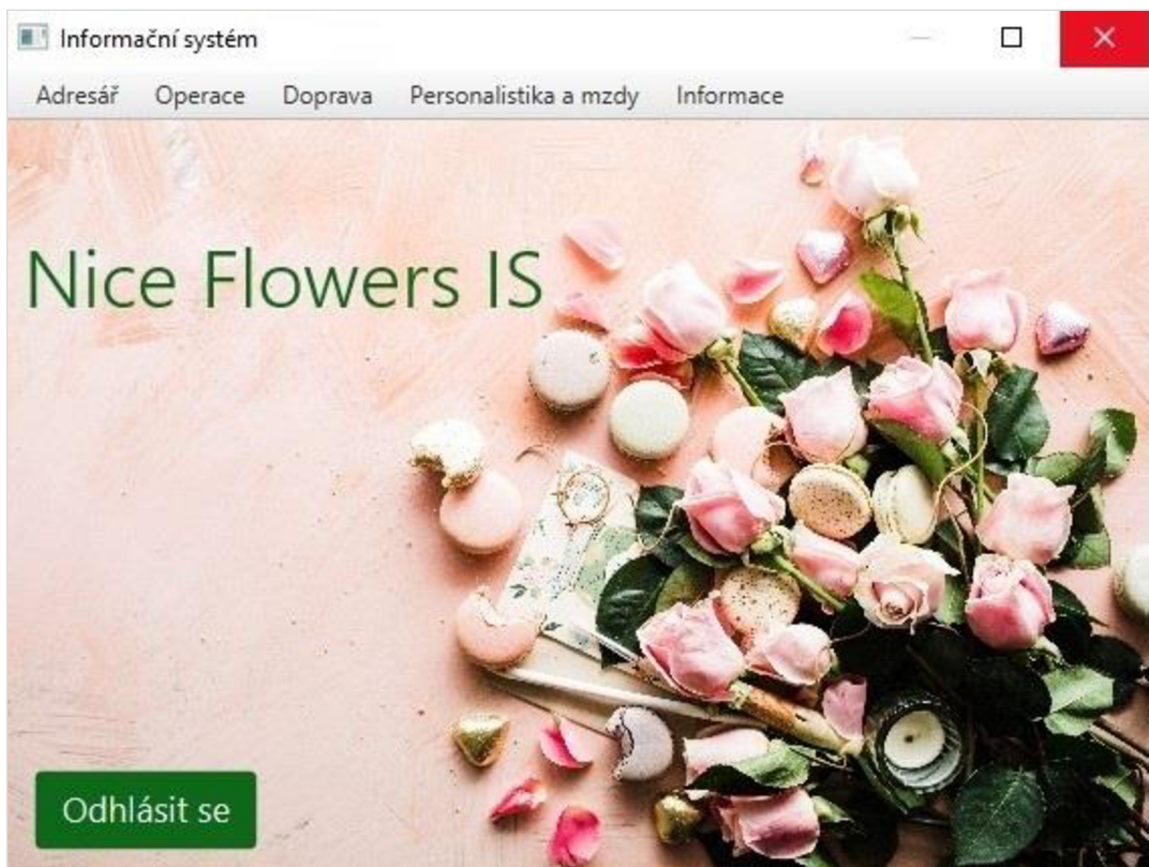 Informační systém
Adresář Operace Doprava Personalistika a mzdy Informace
Nice Flowers IS
Odhlásit se